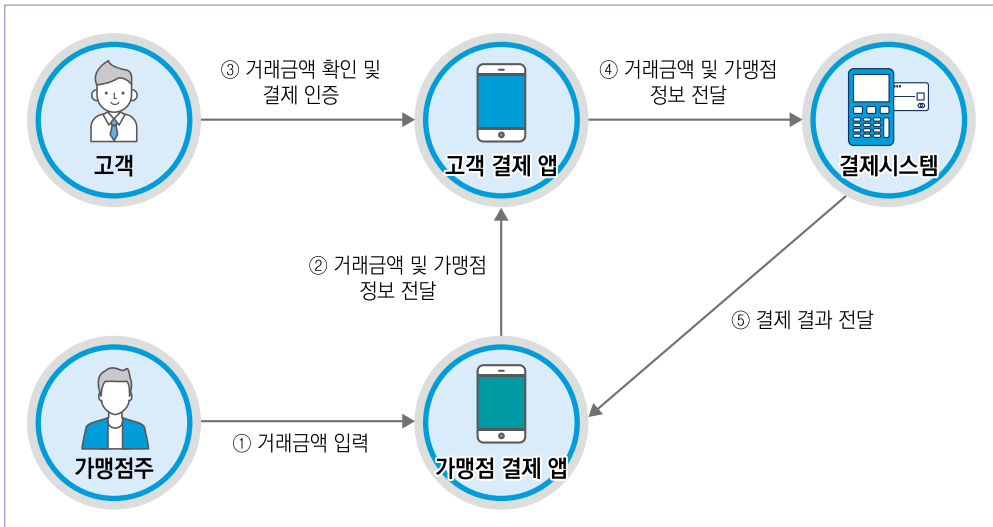 ③ 거래금액 확인 및
결제 인증
④ 거래금액 및 가맹점
정보 전달
고객
고객 결제 앱
결제시스템
② 거래금액 및 가맹점
정보 전달
⑤ 결제 결과 전달
① 거래금액 입력
가맹점주
가맹점 결제 앱